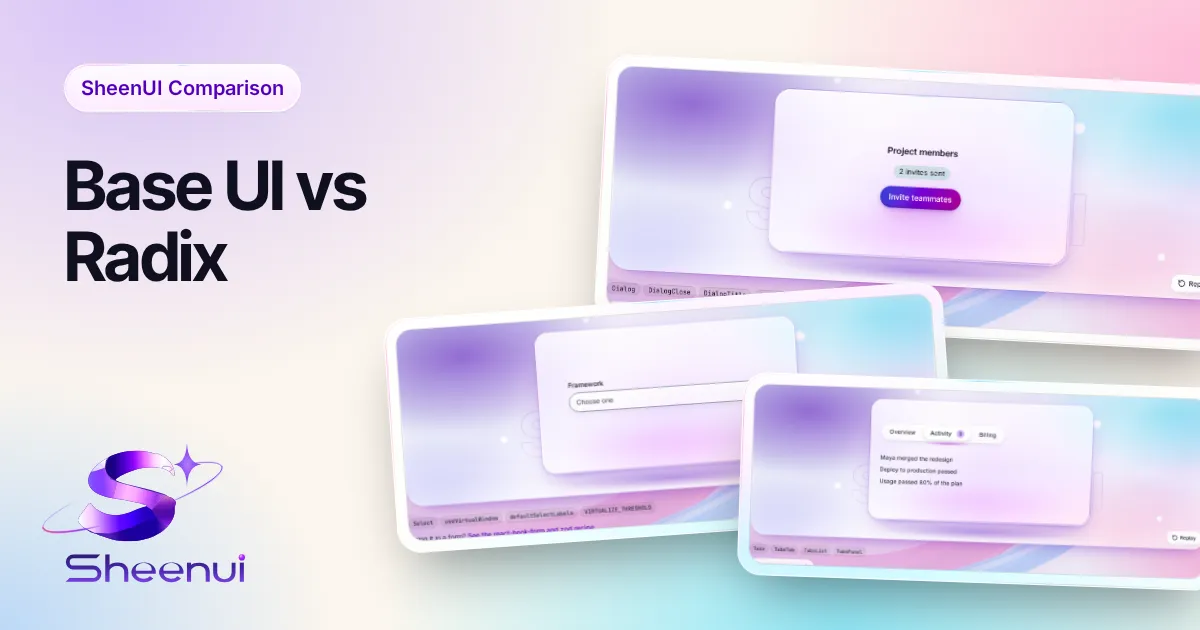 SheenUI Comparison
Base UI vs
Radix
Project members
2 invites sent
Invite teammates
Dialog
DialogClose
Framework
Choose one
Select
defaultSelectLabels
VIRTUALIZE_THRESHOLD
Overview
Activity
Billing
Maya merged the redesign
Deploy to production passed
Usage passed 80% of the plan
Replay
Sheenui